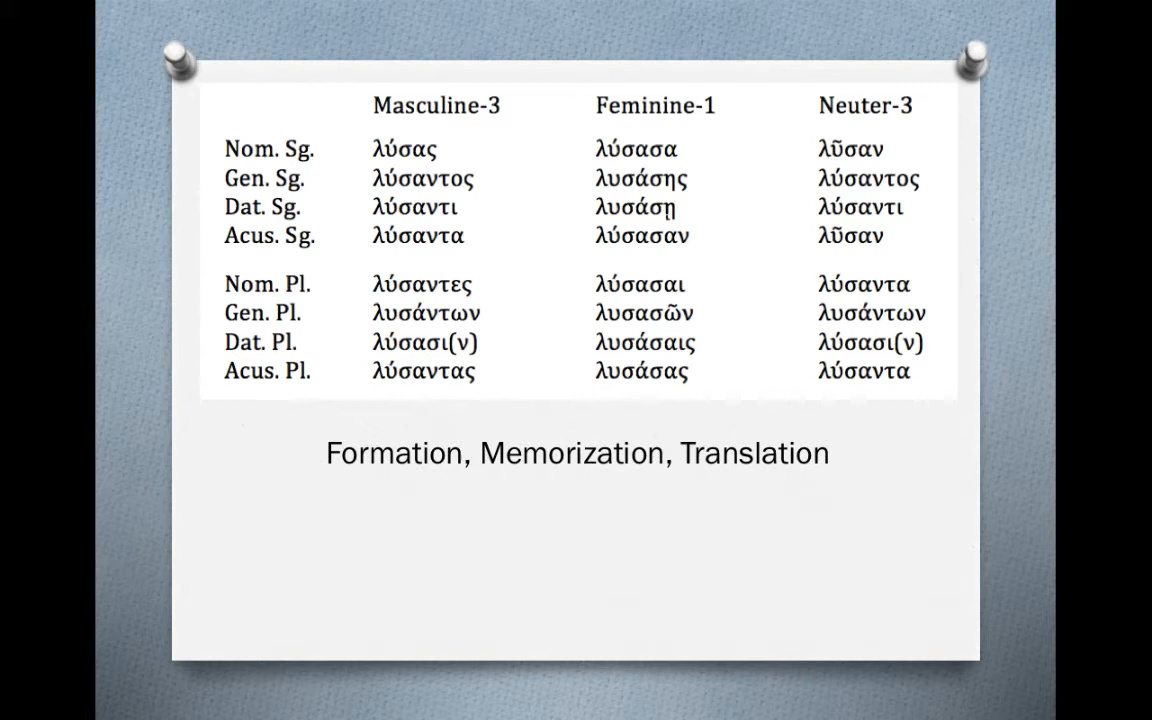 Masculine-3 Feminine-1 Neuter-3
Nom. Sg. λύσας λύσασα λῦσαν
Gen. Sg. λύσαντος λυσάσης λύσαντος
Dat. Sg. λύσαντι λυσάσῃ λύσαντι
Acus. Sg. λύσαντα λύσασαν λῦσαν
Nom. Pl. λύσαντες λύσασαι λύσαντα
Gen. Pl. λυσάντων λυσασῶν λυσάντων
Dat. Pl. λύσασι(ν) λυσάσαις λύσασι(ν)
Acus. Pl. λύσαντας λυσάσας λύσαντα
Formation, Memorization, Translation